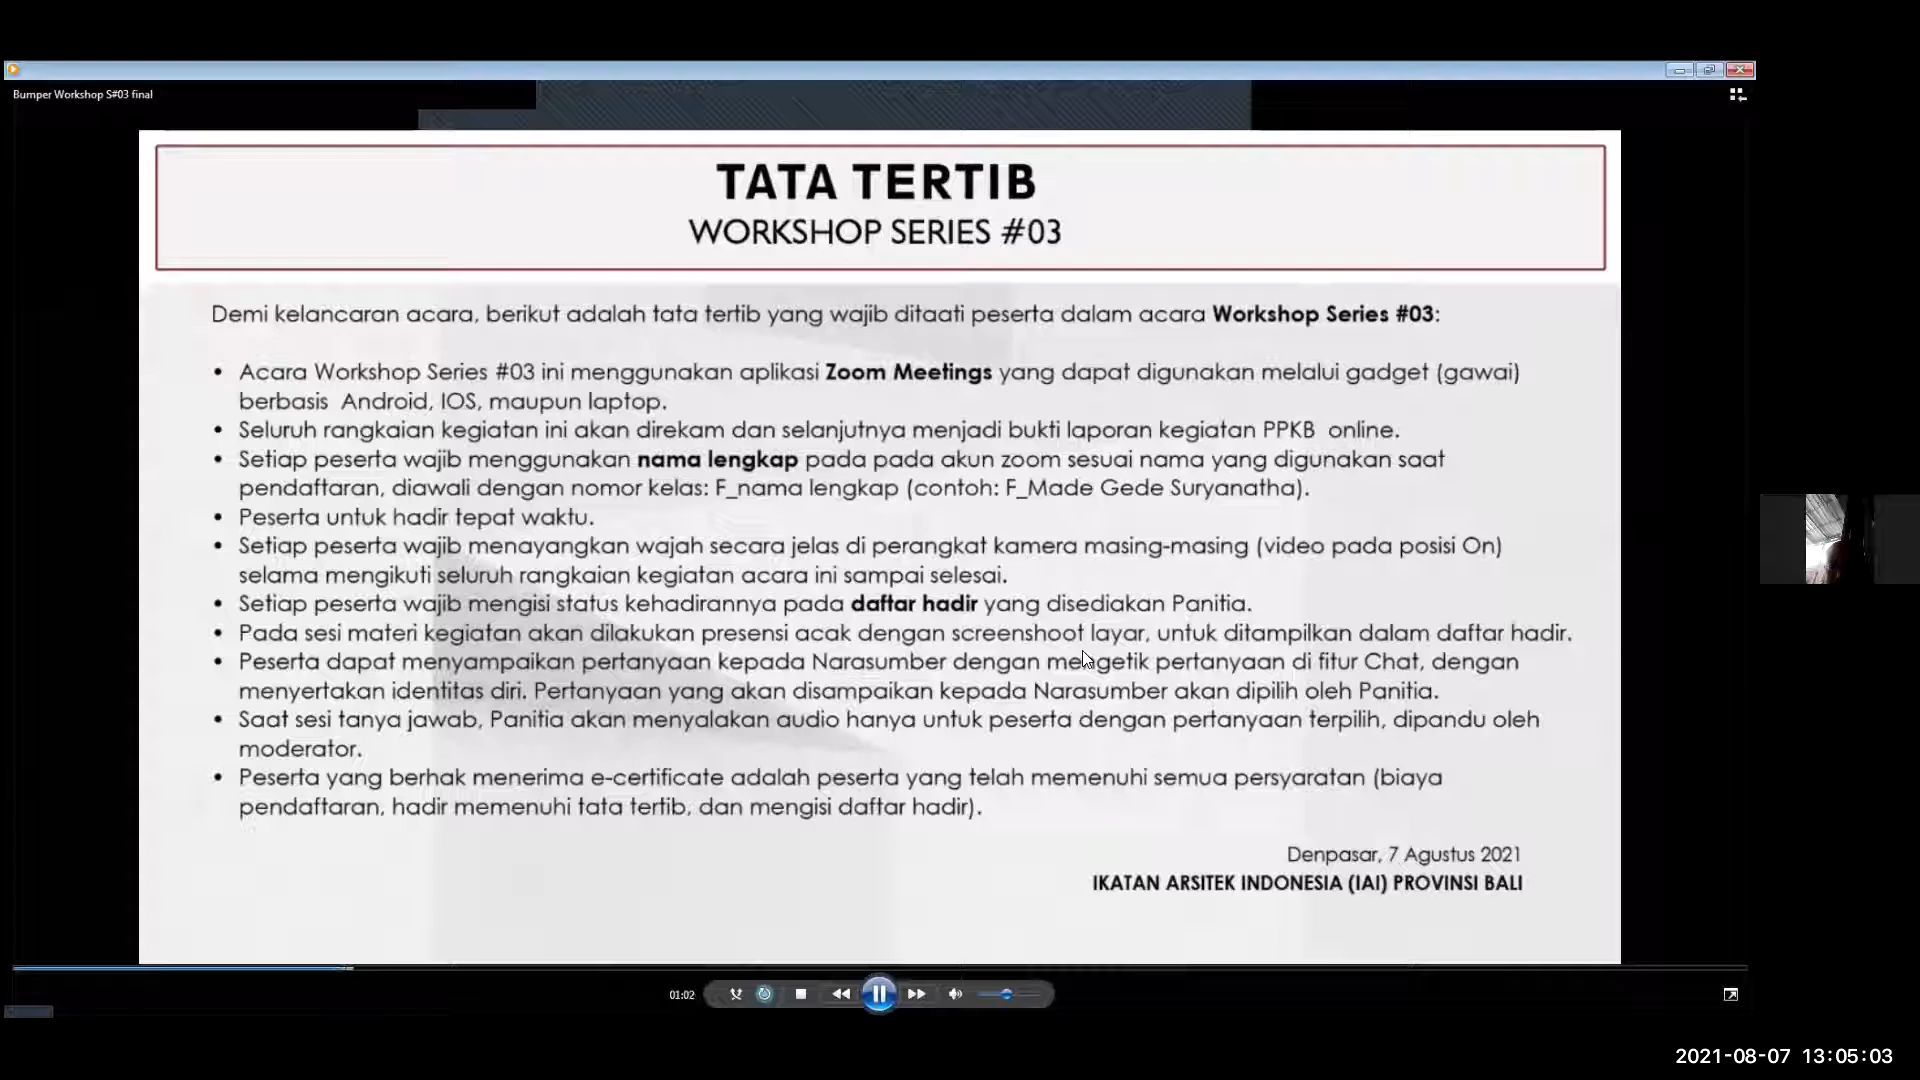 Bumper Workshop S#03 final
TATA TERTIB
WORKSHOP SERIES #03
Demi kelancaran acara, berikut adalah tata tertib yang wajib ditaati peserta dalam acara Workshop Series #03:
• Acara Workshop Series #03 ini menggunakan aplikasi Zoom Meetings yang dapat digunakan melalui gadget (gawai)
berbasis Android, IOS, maupun laptop.
• Seluruh rangkaian kegiatan ini akan direkam dan selanjutnya menjadi bukti laporan kegiatan PPKB online.
• Setiap peserta wajib menggunakan nama lengkap pada pada akun zoom sesuai nama yang digunakan saat
pendaftaran, diawali dengan nomor kelas: F_nama lengkap (contoh: F_Made Gede Suryanatha).
• Peserta untuk hadir tepat waktu.
• Setiap peserta wajib menayangkan wajah secara jelas di perangkat kamera masing-masing (video pada posisi On)
selama mengikuti seluruh rangkaian kegiatan acara ini sampai selesai.
• Setiap peserta wajib mengisi status kehadirannya pada daftar hadir yang disediakan Panitia.
• Pada sesi materi kegiatan akan dilakukan presensi acak dengan screenshoot layar, untuk ditampilkan dalam daftar hadir.
• Peserta dapat menyampaikan pertanyaan kepada Narasumber dengan mengetik pertanyaan di fitur Chat, dengan
menyertakan identitas diri. Pertanyaan yang akan disampaikan kepada Narasumber akan dipilih oleh Panitia.
• Saat sesi tanya jawab, Panitia akan menyalakan audio hanya untuk peserta dengan pertanyaan terpilih, dipandu oleh
moderator.
• Peserta yang berhak menerima e-certificate adalah peserta yang telah memenuhi semua persyaratan (biaya
pendaftaran, hadir memenuhi tata tertib, dan mengisi daftar hadir).
Denpasar, 7 Agustus 2021
IKATAN ARSITEK INDONESIA (IAI) PROVINSI BALI
01:02
2021-08-07 13:05:03